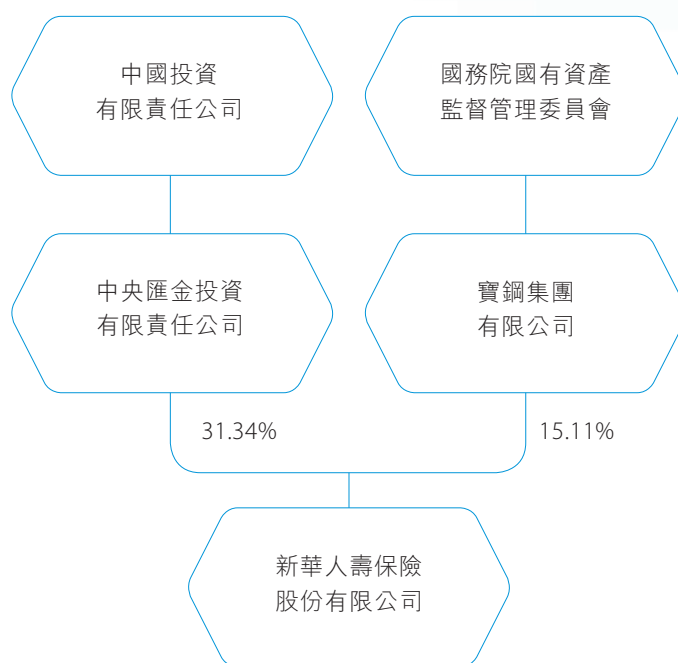 中國投資
有限責任公司
國務院國有資產
監督管理委員會
中央匯金投資
有限責任公司
寶鋼集團
有限公司
31.34%
15.11%
新華人壽保險
股份有限公司